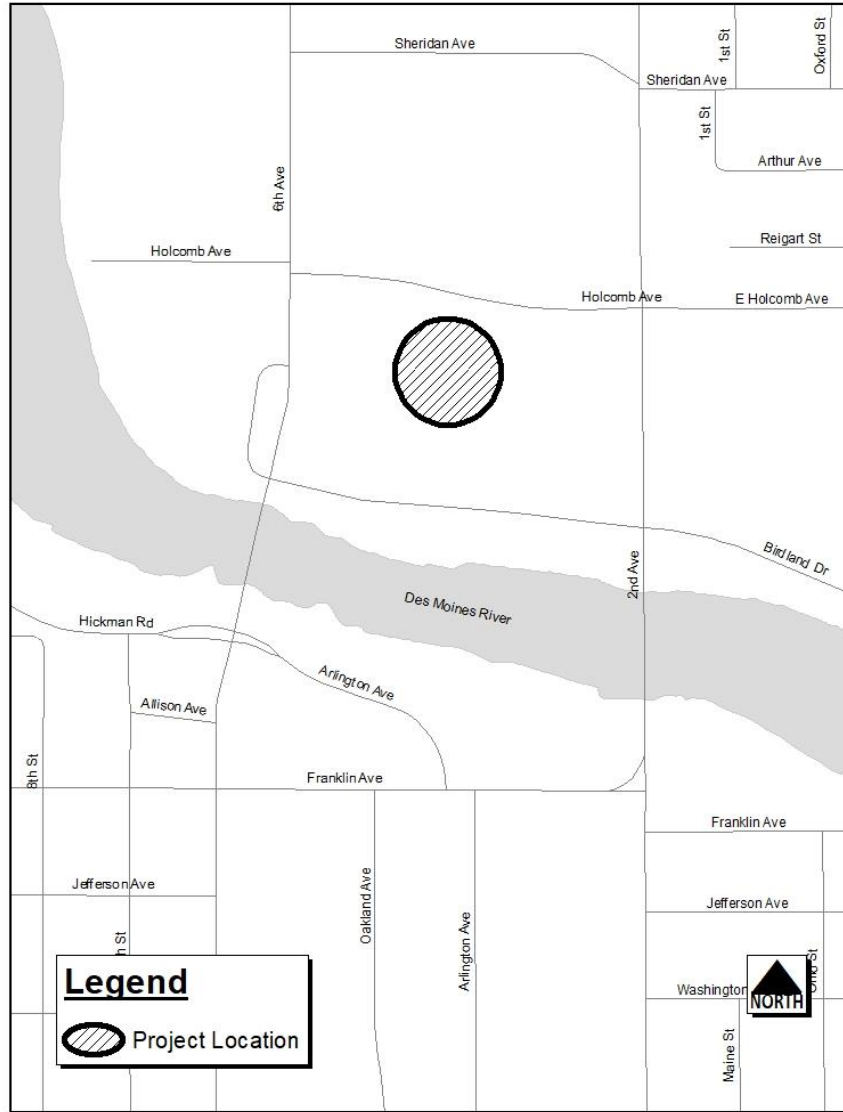 Sheridan Ave
1st St
Oxford St
Sheridan Ave
1st St
Arthur Ave
6th Ave
Reigart St
Holcomb Ave
Holcomb Ave
E Holcomb Ave
Birdland Dr
2nd Ave
Des Moines River
Hickman Rd
Arlington Ave
Allison Ave
8th St
Franklin Ave
Franklin Ave
Jefferson Ave
Oakland Ave
Jefferson Ave
Arlington Ave
h St
Legend
Project Location
Washington
NORTH
St
Maine St